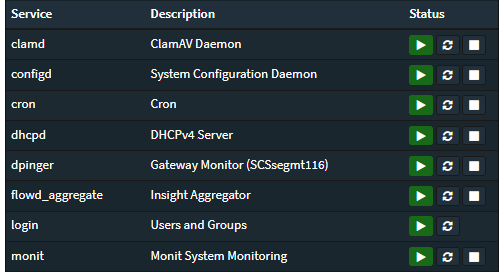 Service Description Status
clamd ClamAV Daemon
configd System Configuration Daemon
cron Cron
dhcpd DHCPv4 Server
dpinger Gateway Monitor (SCSsegmt116)
flowd_aggregate Insight Aggregator
login Users and Groups
monit Monit System Monitoring